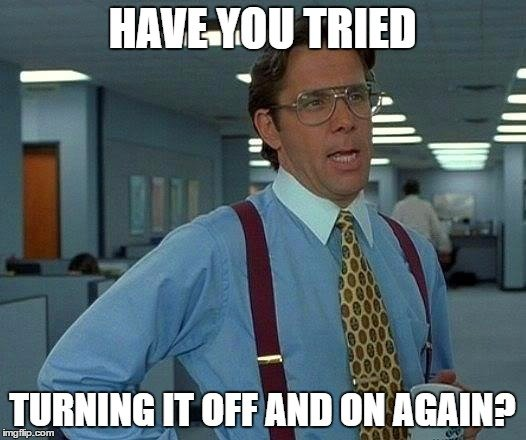 HAVE YOU TRIED
TURNING IT OFF AND ON AGAIN?
imgflip.com